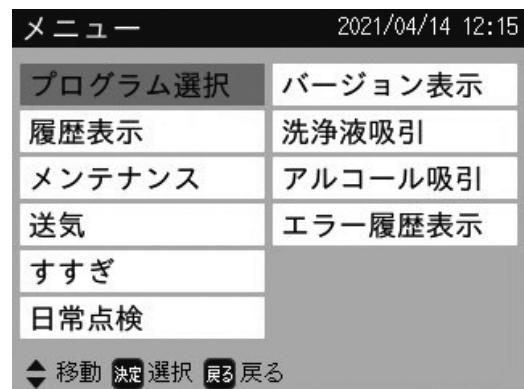 メニュー 2021/04/14 12:15
プログラム選択 バージョン表示
履歴表示 洗浄液吸引
メンテナンス アルコール吸引
送気 エラー履歴表示
すすぎ
日常点検
移動 決定 選択 戻る 戻る